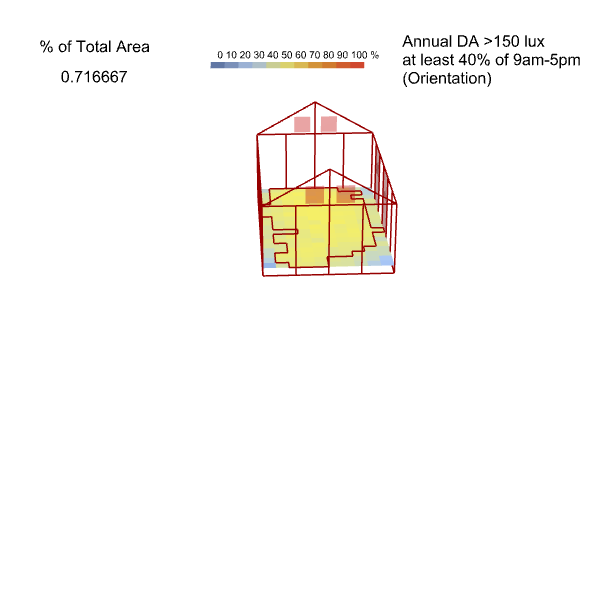 % of Total Area
0.716667
0 10 20 30 40 50 60 70 80 90 100 %
Annual DA >150 lux
at least 40% of 9am-5pm
(Orientation)